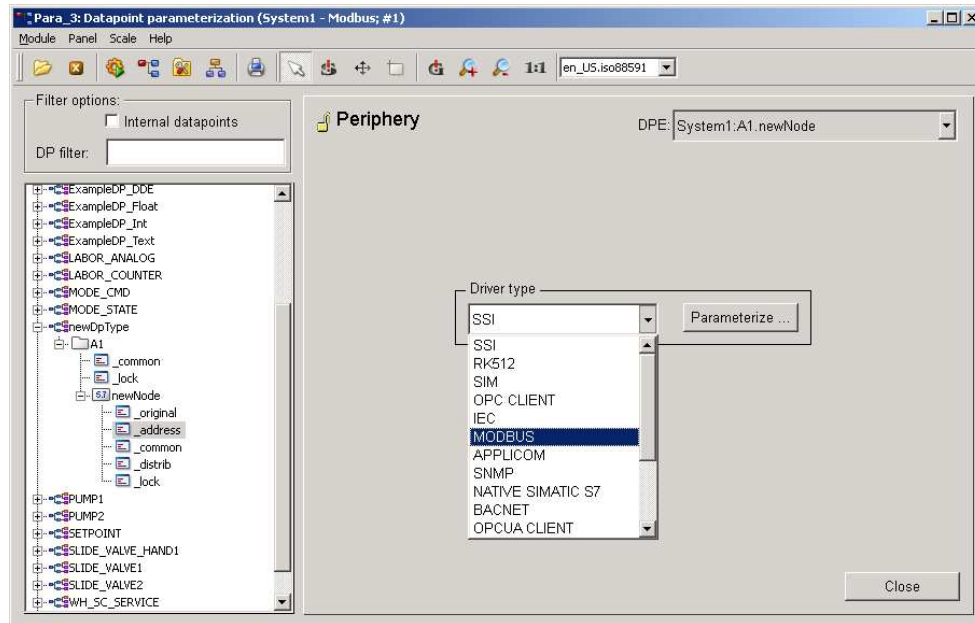 Para_3: Datapoint parameterization (System1 - Modbus; #1)
Module Panel Scale Help
1:1 en_US.iso88591
Filter options:
Internal datapoints
DP filter:
ExampleDP_DDE
ExampleDP_Float
ExampleDP_Int
ExampleDP_Text
LABOR_ANALOG
LABOR_COUNTER
MODE_CMD
MODE_STATE
newDpType
A1
_common
_lock
newNode
_original
_address
_common
_distrib
_lock
PUMP1
PUMP2
SETPOINT
SLIDE_VALVE_HAND1
SLIDE_VALVE1
SLIDE_VALVE2
WH_SC_SERVICE
Periphery
DPE: System1:A1.newNode
Driver type
SSI
Parameterize ...
SSI
RK512
SIM
OPC CLIENT
IEC
MODBUS
APPLICOM
SNMP
NATIVE SIMATIC S7
BACNET
OPCUA CLIENT
Close